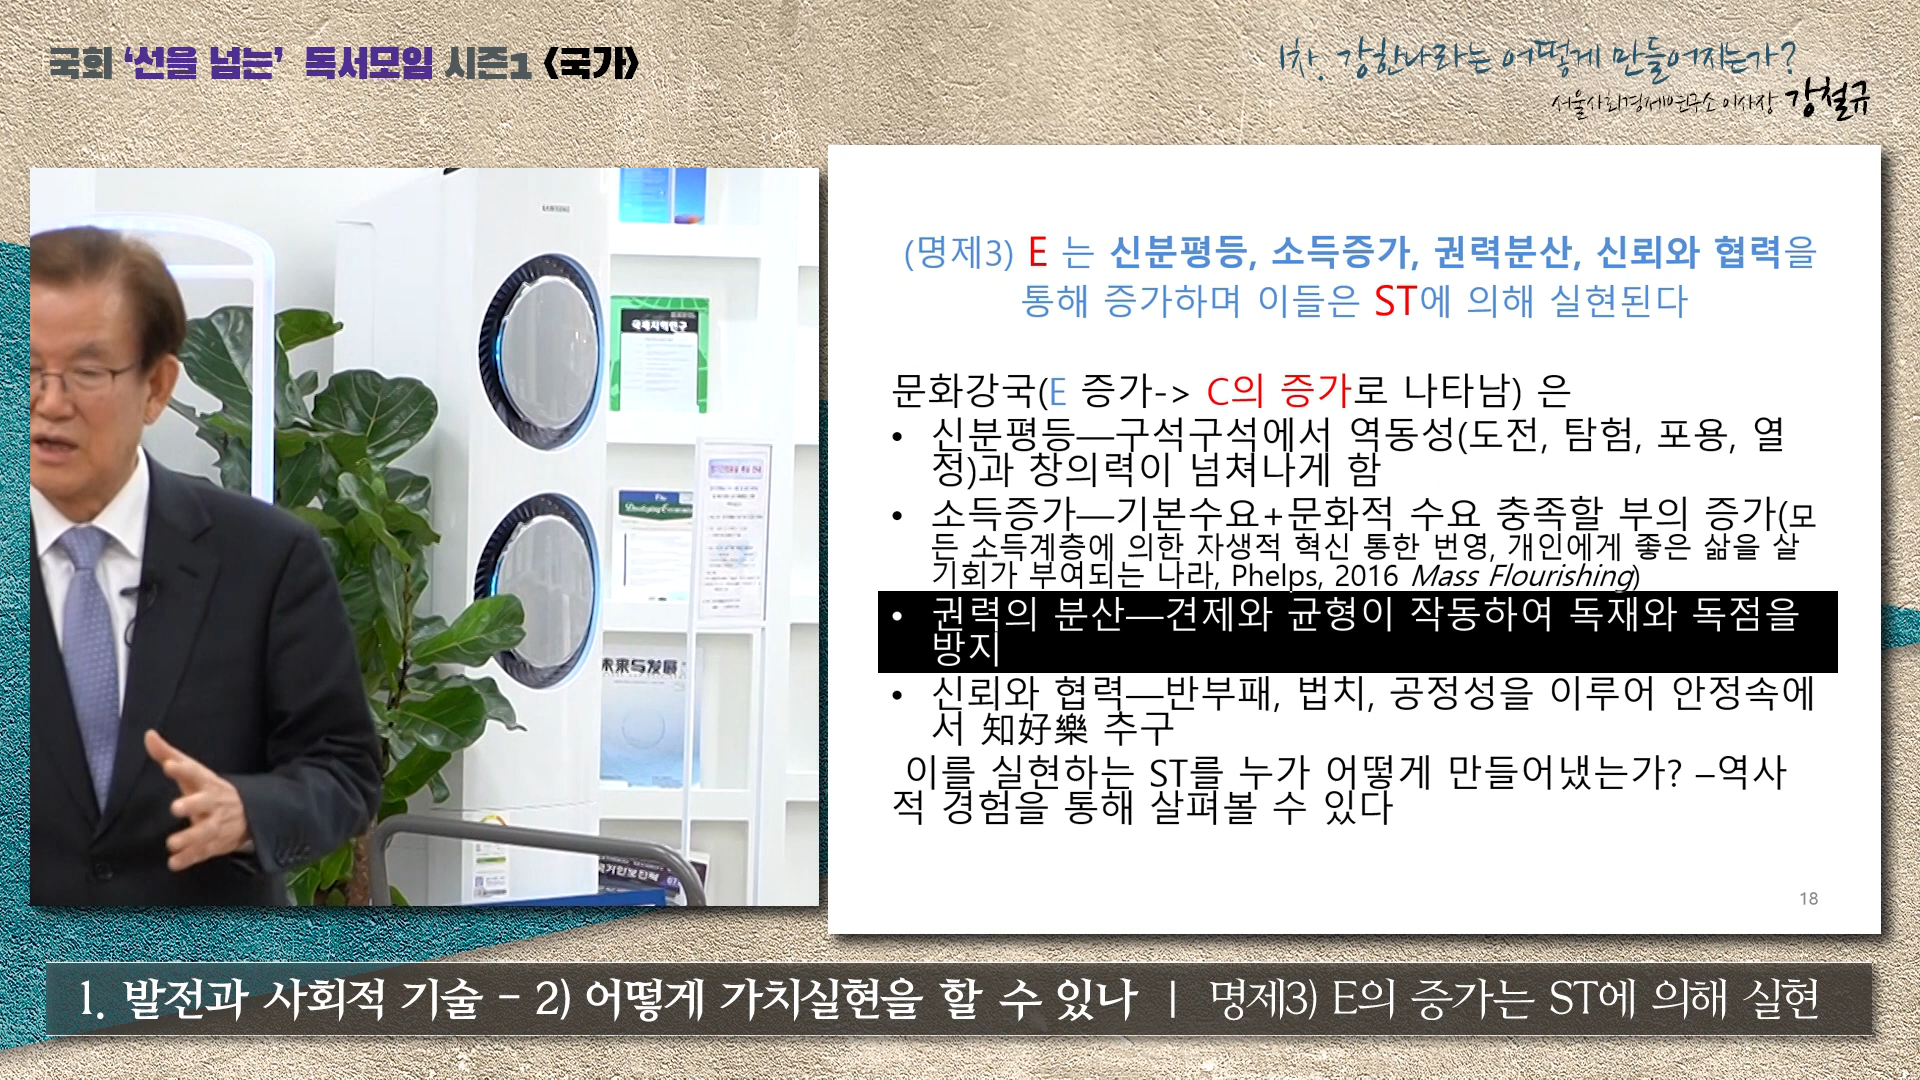 국회 ‘선을 넘는’ 독서모임 시즌1 <국가>
1차. 강한나라는 어떻게 만들어지는가?
서울사회경제연구소 이사장 강철규
SAMSUNG
국제지역연구
未来与发展
(명제3) E 는 신분평등, 소득증가, 권력분산, 신뢰와 협력을
통해 증가하며 이들은 ST에 의해 실현된다
문화강국(E 증가-> C의 증가로 나타남) 은
• 신분평등—구석구석에서 역동성(도전, 탐험, 포용, 열
정)과 창의력이 넘쳐나게 함
• 소득증가—기본수요+문화적 수요 충족할 부의 증가(모
든 소득계층에 의한 자생적 혁신 통한 번영, 개인에게 좋은 삶을 살
기회가 부여되는 나라, Phelps, 2016 Mass Flourishing)
• 권력의 분산—견제와 균형이 작동하여 독재와 독점을
방지
• 신뢰와 협력—반부패, 법치, 공정성을 이루어 안정속에
서 知好樂 추구
이를 실현하는 ST를 누가 어떻게 만들어냈는가? –역사
적 경험을 통해 살펴볼 수 있다
18
1. 발전과 사회적 기술 - 2) 어떻게 가치실현을 할 수 있나 | 명제3) E의 증가는 ST에 의해 실현